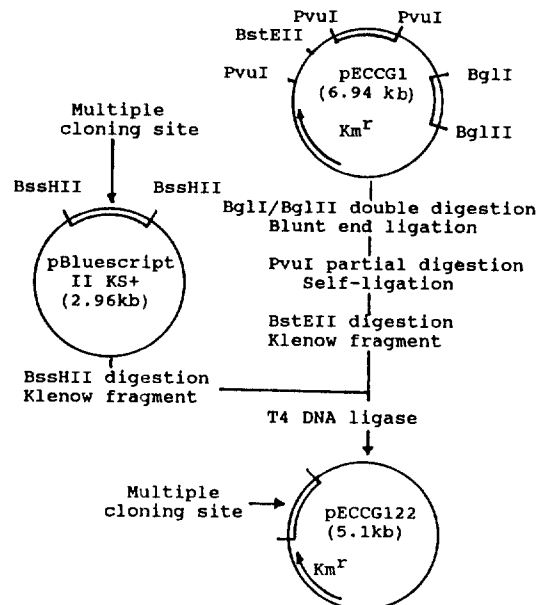 PvuI
PvuI
BstEII
PvuI
pECCG1
(6.94 kb)
BglI
BglII
Kmr
Multiple
cloning site
BssHII
BssHII
pBluescript
II KS+
(2.96kb)
BglI/BglII double digestion
Blunt end ligation
PvuI partial digestion
Self-ligation
BstEII digestion
Klenow fragment
BssHII digestion
Klenow fragment
T4 DNA ligase
Multiple
cloning site
pECCG122
(5.1kb)
Kmr